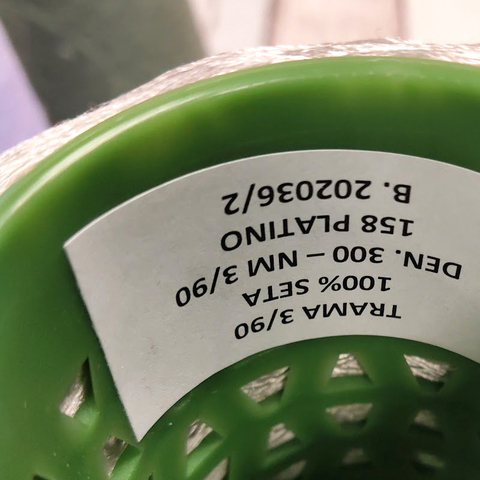 TRAMA 3/90
100% SETA
DEN. 300 – NM 3/90
158 PLATINO
B. 202036/2